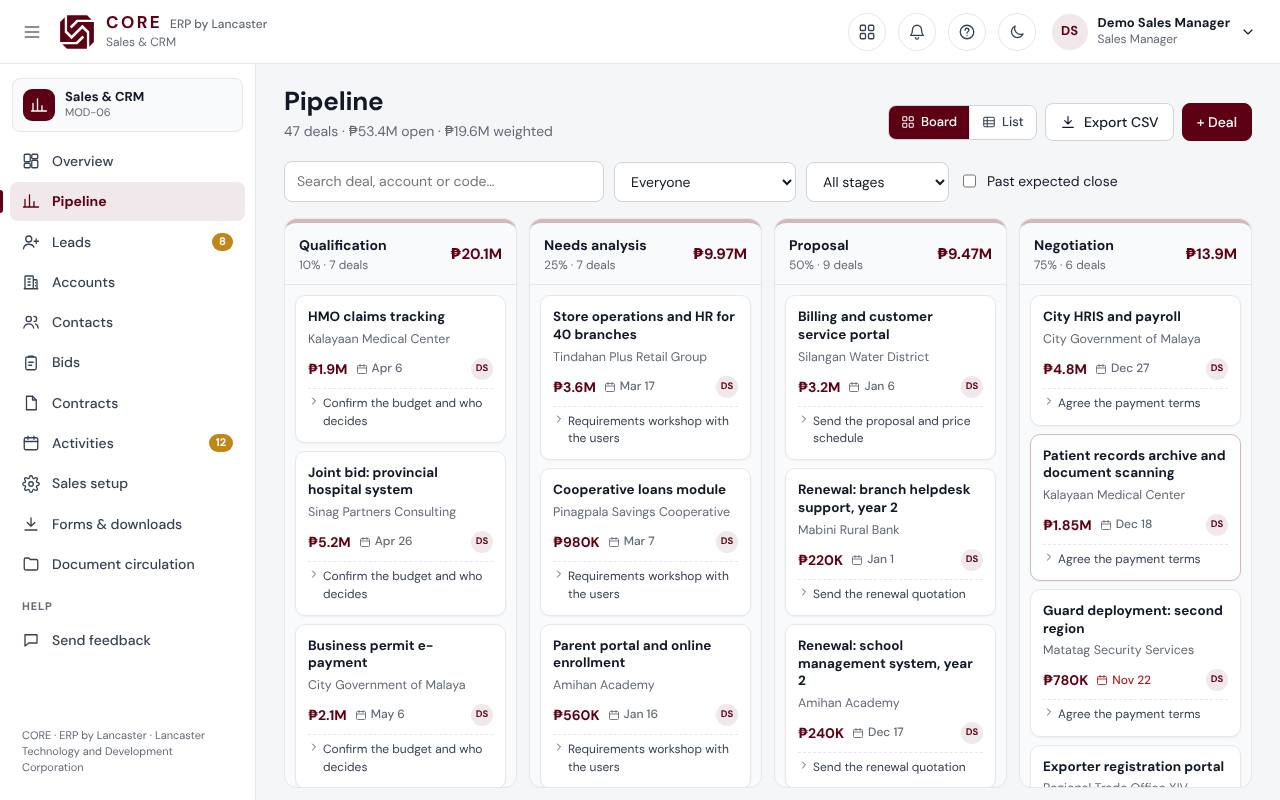 CORE ERP by Lancaster
Sales & CRM
DS
Demo Sales Manager
Sales Manager
Sales & CRM
MOD-06
Overview
Pipeline
Leads 8
Accounts
Contacts
Bids
Contracts
Activities 12
Sales setup
Forms & downloads
Document circulation
HELP
Send feedback
CORE · ERP by Lancaster · Lancaster
Technology and Development
Corporation
Pipeline
47 deals · ₱53.4M open · ₱19.6M weighted
Board
List
Export CSV
+ Deal
Search deal, account or code...
Everyone
All stages
Past expected close
Qualification
10% · 7 deals
₱20.1M
HMO claims tracking
Kalayaan Medical Center
₱1.9M Apr 6 DS
Confirm the budget and who
decides
Joint bid: provincial
hospital system
Sinag Partners Consulting
₱5.2M Apr 26 DS
Confirm the budget and who
decides
Business permit e-
payment
City Government of Malaya
₱2.1M May 6 DS
Confirm the budget and who
decides
Needs analysis
25% · 7 deals
₱9.97M
Store operations and HR for
40 branches
Tindahan Plus Retail Group
₱3.6M Mar 17 DS
Requirements workshop with
the users
Cooperative loans module
Pinagpala Savings Cooperative
₱980K Mar 7 DS
Requirements workshop with
the users
Parent portal and online
enrollment
Amihan Academy
₱560K Jan 16 DS
Requirements workshop with
the users
Proposal
50% · 9 deals
₱9.47M
Billing and customer
service portal
Silangan Water District
₱3.2M Jan 6 DS
Send the proposal and price
schedule
Renewal: branch helpdesk
support, year 2
Mabini Rural Bank
₱220K Jan 1 DS
Send the renewal quotation
Renewal: school
management system, year
2
Amihan Academy
₱240K Dec 17 DS
Send the renewal quotation
Negotiation
75% · 6 deals
₱13.9M
City HRIS and payroll
City Government of Malaya
₱4.8M Dec 27 DS
Agree the payment terms
Patient records archive and
document scanning
Kalayaan Medical Center
₱1.85M Dec 18 DS
Agree the payment terms
Guard deployment: second
region
Matatag Security Services
₱780K Nov 22 DS
Agree the payment terms
Exporter registration portal
Regional Trade Office XIV